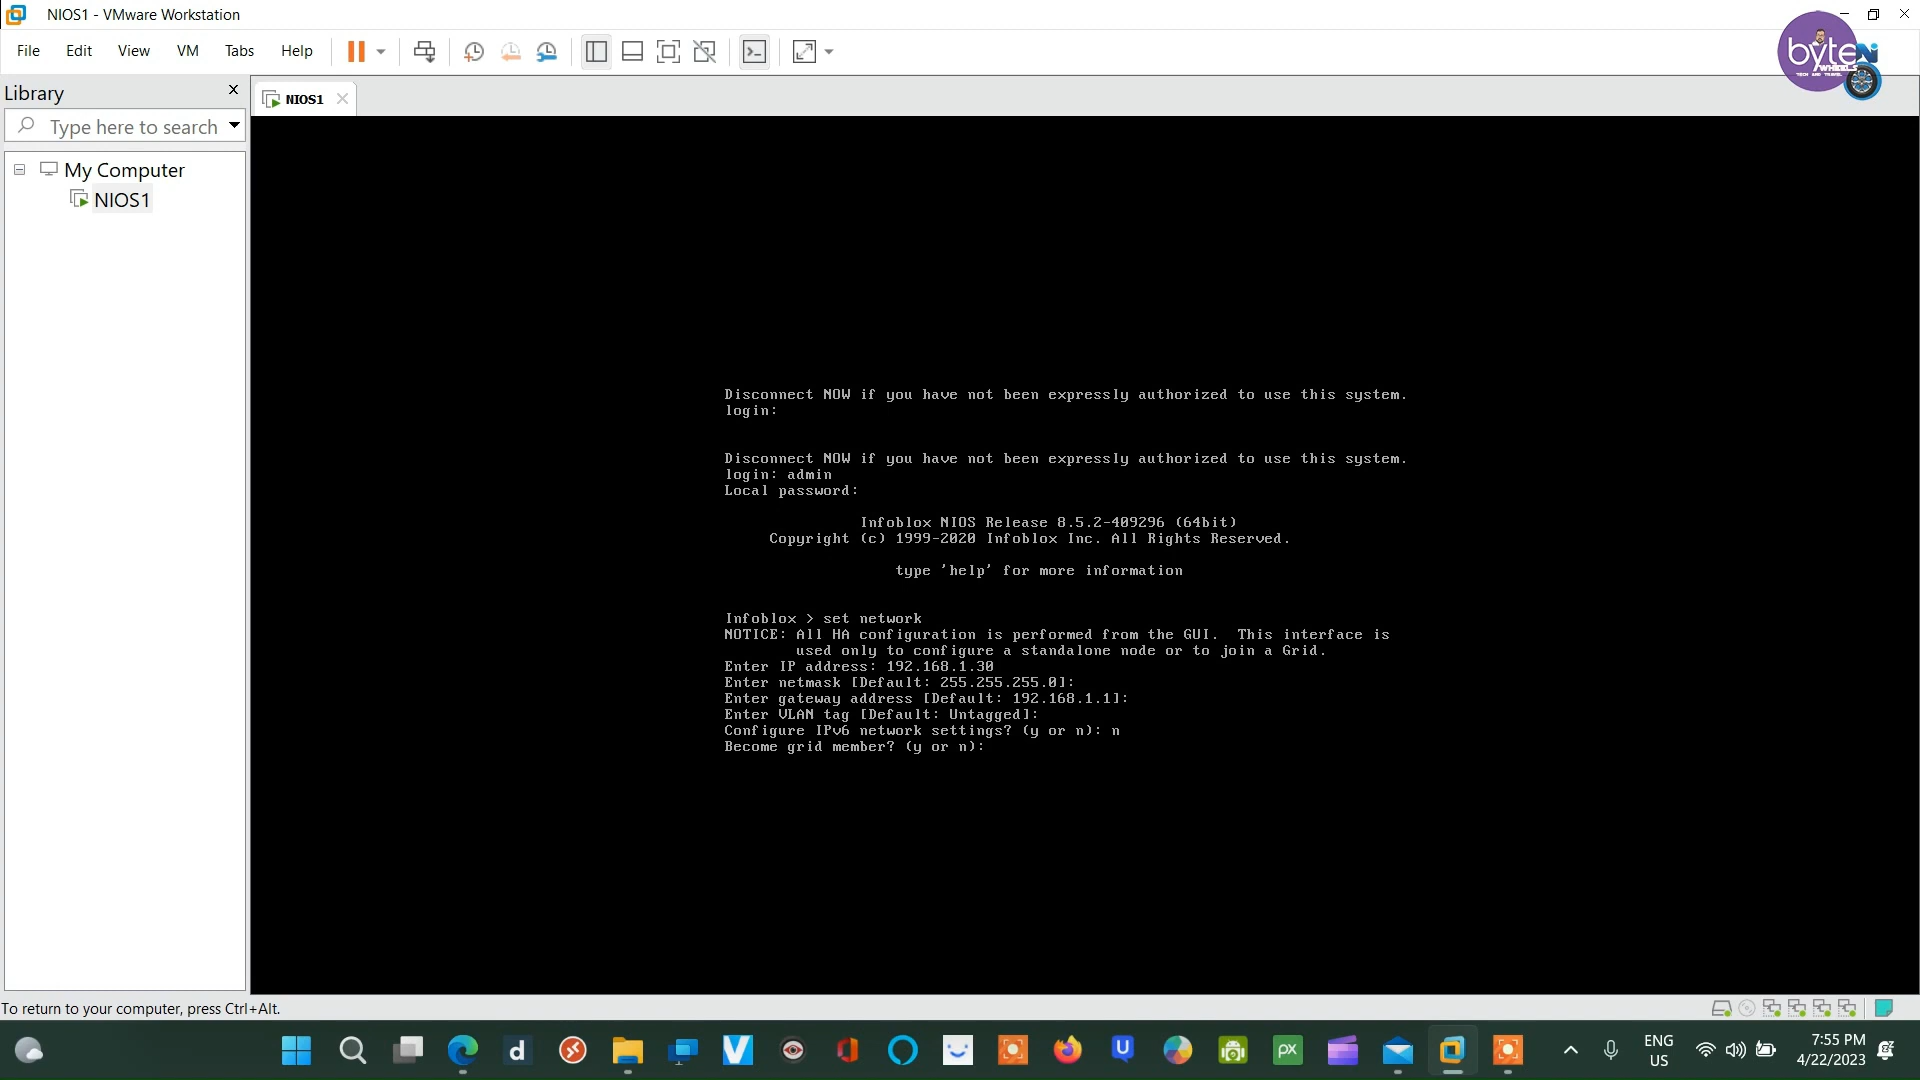 NIOS1 - VMware Workstation
File Edit View VM Tabs Help
byte
WHEELS
TECH AND TRAVEL
Library
Type here to search
My Computer
NIOS1
NIOS1
Disconnect NOW if you have not been expressly authorized to use this system.
login:
Disconnect NOW if you have not been expressly authorized to use this system.
login: admin
Local password:
Infoblox NIOS Release 8.5.2-409296 (64bit)
Copyright (c) 1999-2020 Infoblox Inc. All Rights Reserved.
type 'help' for more information
Infoblox > set network
NOTICE: All HA configuration is performed from the GUI.  This interface is
used only to configure a standalone node or to join a Grid.
Enter IP address: 192.168.1.30
Enter netmask [Default: 255.255.255.0]:
Enter gateway address [Default: 192.168.1.1]:
Enter VLAN tag [Default: Untagged]:
Configure IPv6 network settings? (y or n): n
Become grid member? (y or n):
To return to your computer, press Ctrl+Alt.
d
U
px
ENG
US
7:55 PM
4/22/2023